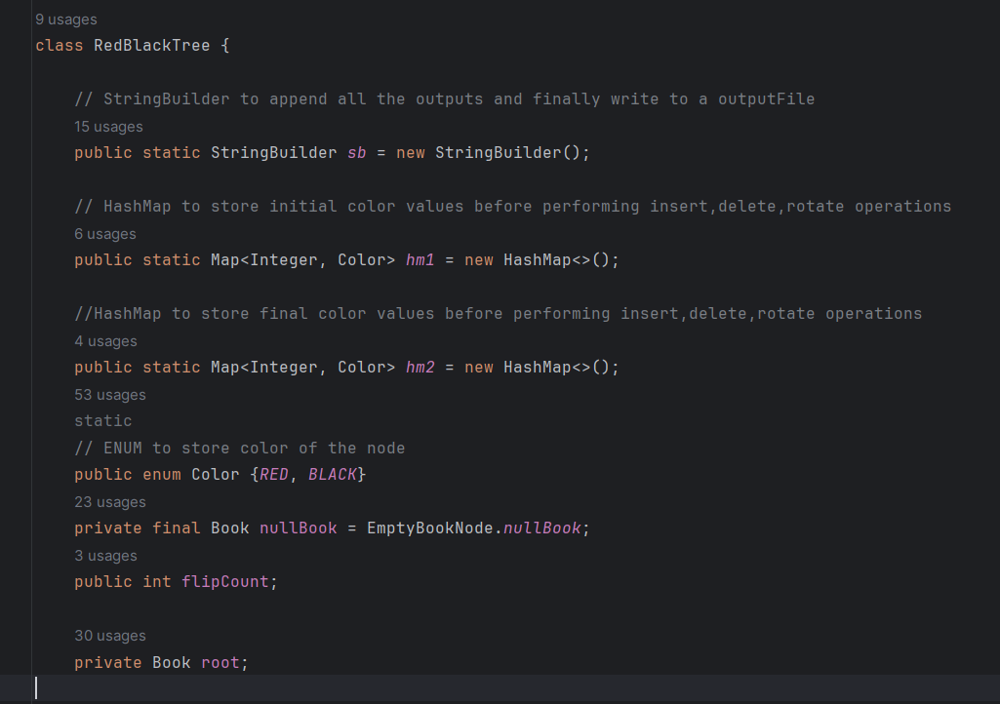 9 usages
class RedBlackTree {
// StringBuilder to append all the outputs and finally write to a outputFile
15 usages
public static StringBuilder sb = new StringBuilder();
// HashMap to store initial color values before performing insert,delete,rotate operations
6 usages
public static Map<Integer, Color> hm1 = new HashMap<>();
//HashMap to store final color values before performing insert,delete,rotate operations
4 usages
public static Map<Integer, Color> hm2 = new HashMap<>();
53 usages
static
// ENUM to store color of the node
public enum Color {RED, BLACK}
23 usages
private final Book nullBook = EmptyBookNode.nullBook;
3 usages
public int flipCount;
30 usages
private Book root;